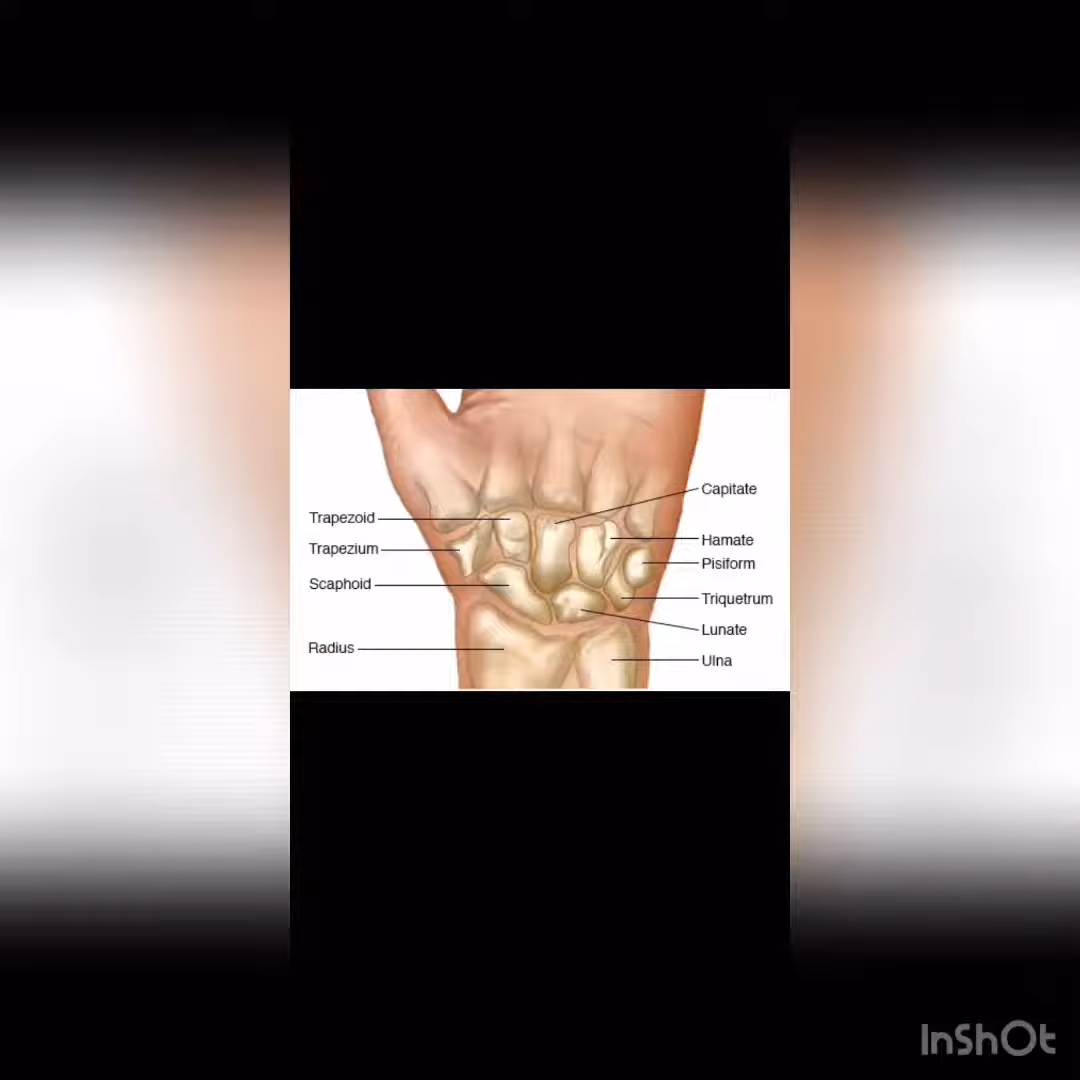 Capitate
Trapezoid
Hamate
Trapezium
Pisiform
Scaphoid
Triquetrum
Lunate
Radius
Ulna
InShOt